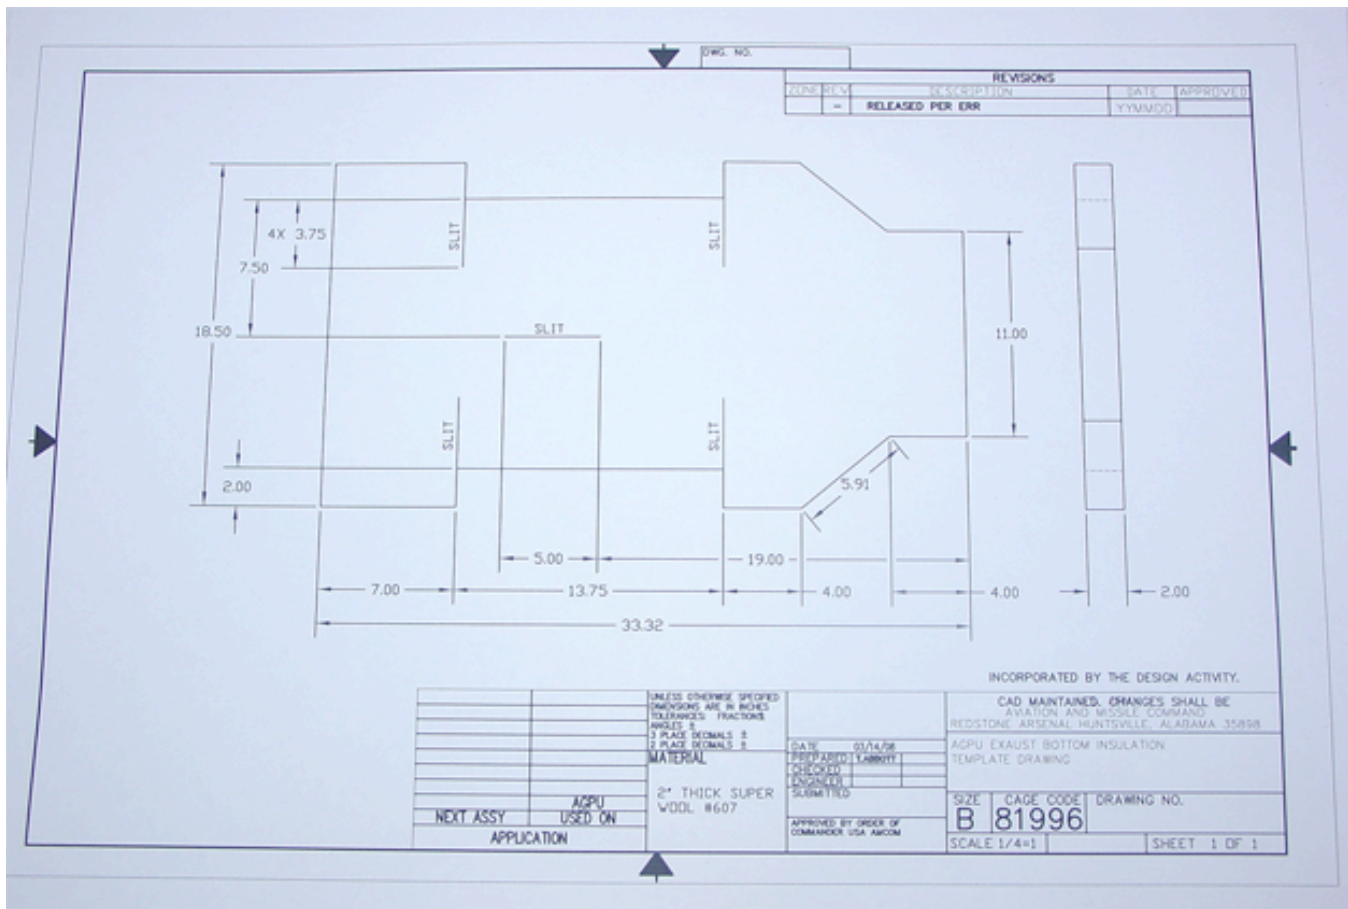 DWG. NO.
REVISIONS
ZONE REV DESCRIPTION DATE APPROVED
- RELEASED PER ERR YYMMDD
4X 3.75
SLIT
SLIT
7.50
18.50
SLIT
11.00
SLIT
SLIT
2.00
5.91
5.00
19.00
7.00
13.75
4.00
4.00
2.00
33.32
INCORPORATED BY THE DESIGN ACTIVITY.
CAD MAINTAINED. CHANGES SHALL BE
AVIATION AND MISSILE COMMAND
REDSTONE ARSENAL HUNTSVILLE, ALABAMA 35898
UNLESS OTHERWISE SPECIFIED
DIMENSIONS ARE IN INCHES
TOLERANCES: FRACTIONS
ANGLES ±
3 PLACE DECIMALS ±
2 PLACE DECIMALS ±
MATERIAL
2" THICK SUPER
WOOL #607
DATE 03/14/08
PREPARED T.ABBOTT
CHECKED
ENGINEER
SUBMITTED
APPROVED BY ORDER OF
COMMANDER USA AMCOM
AGPU EXAUST BOTTOM INSULATION
TEMPLATE DRAWING
SIZE CAGE CODE DRAWING NO.
B 81996
SCALE 1/4=1 SHEET 1 OF 1
AGPU
NEXT ASSY USED ON
APPLICATION